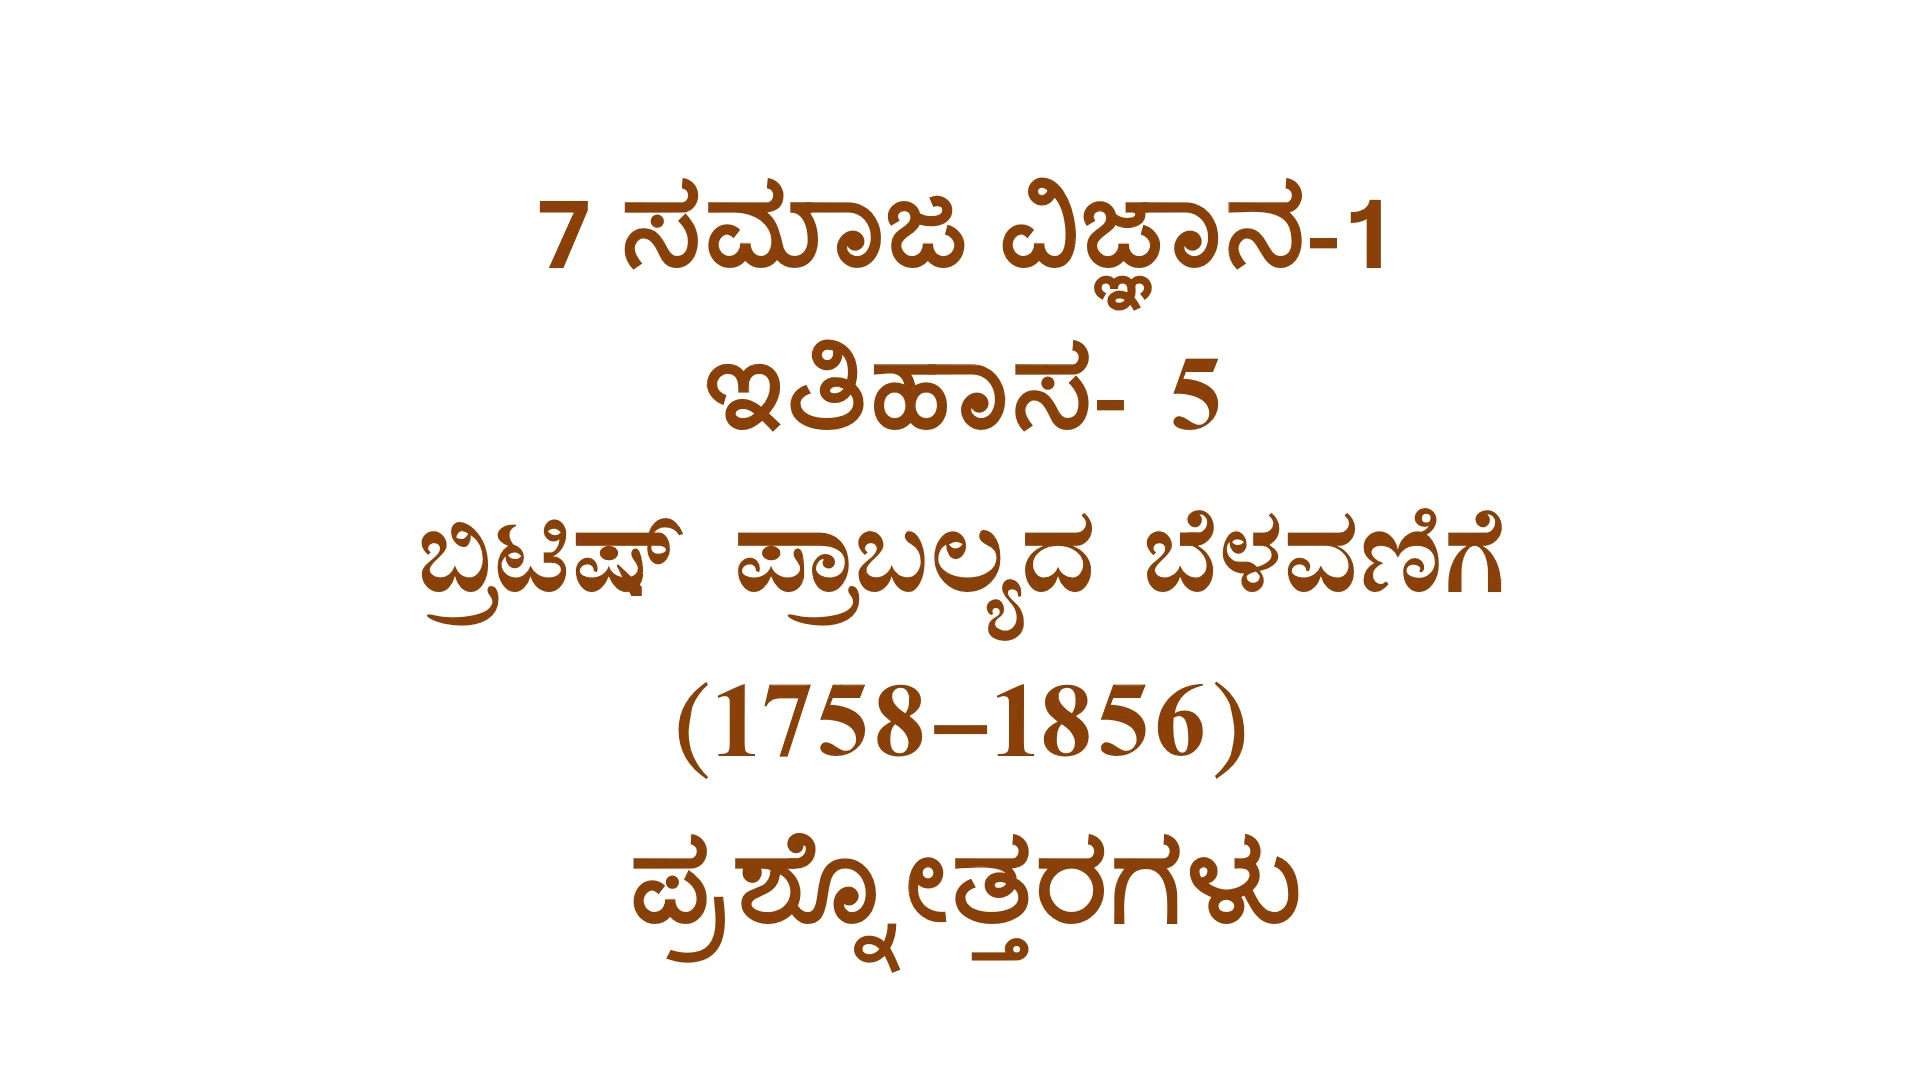 7 ಸಮಾಜ ವಿಜ್ಞಾನ-1
ಇತಿಹಾಸ- 5
ಬ್ರಿಟಿಷ್ ಪ್ರಾಬಲ್ಯದ ಬೆಳವಣಿಗೆ
(1758–1856)
ಪ್ರಶ್ನೋತ್ತರಗಳು